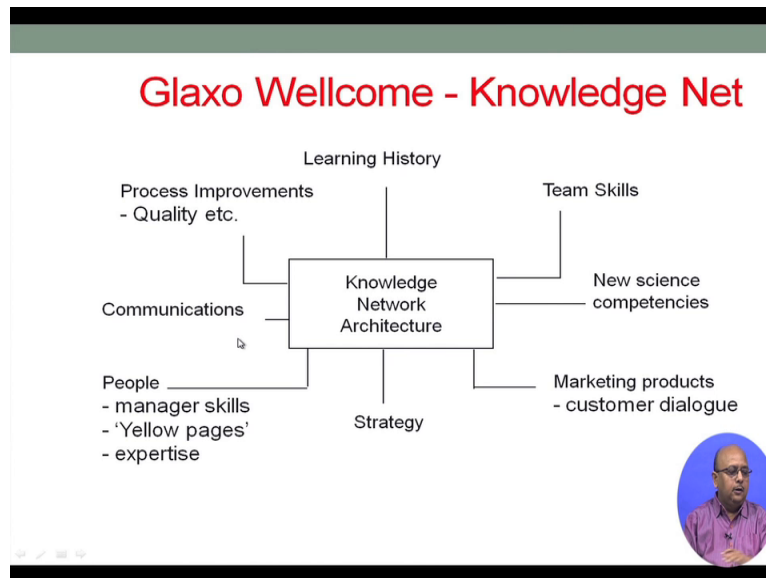 Glaxo Wellcome - Knowledge Net
Learning History
Process Improvements
- Quality etc.
Team Skills
Knowledge
Network
Architecture
New science
competencies
Communications
People
- manager skills
- ‘Yellow pages’
- expertise
Strategy
Marketing products
- customer dialogue